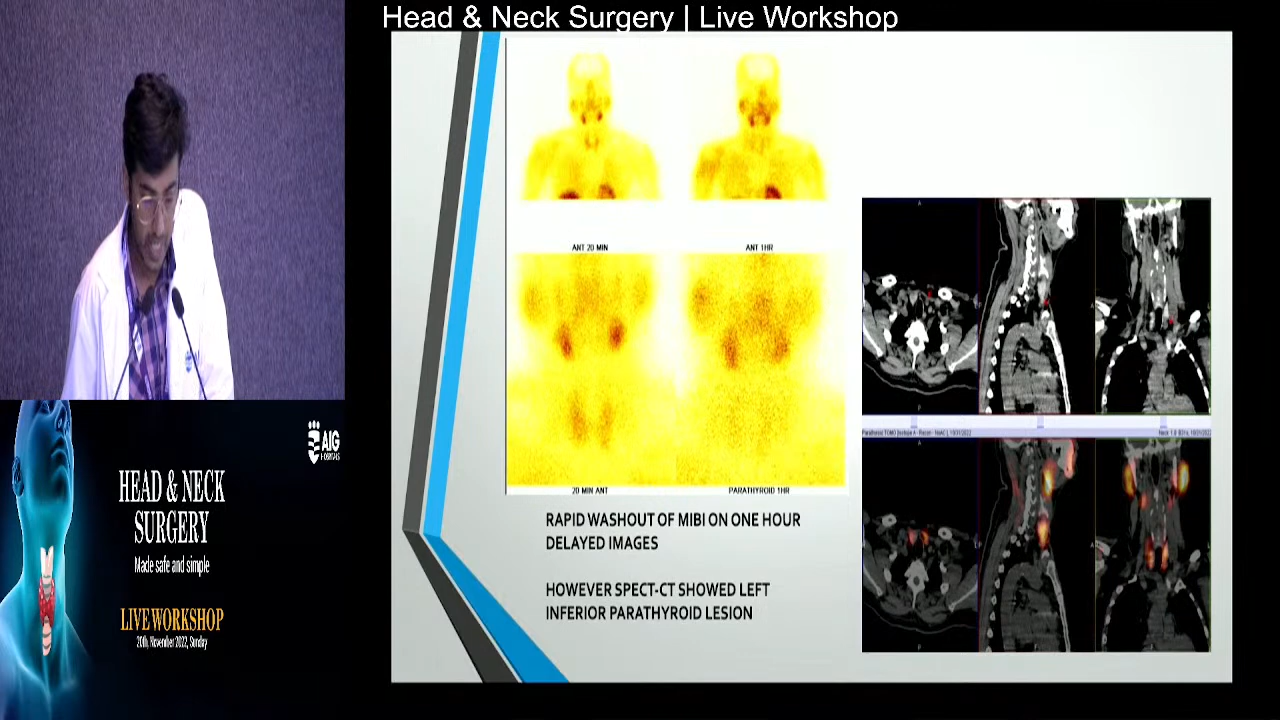 Head & Neck Surgery | Live Workshop
ANT 20 MIN
ANT 1HR
20 MIN ANT
PARATHYROID 1HR
RAPID WASHOUT OF MIBI ON ONE HOUR
DELAYED IMAGES
HOWEVER SPECT-CT SHOWED LEFT
INFERIOR PARATHYROID LESION
AIG
HOSPITALS
HEAD & NECK
SURGERY
Made safe and simple
LIVE WORKSHOP
20th, November 2022, Sunday